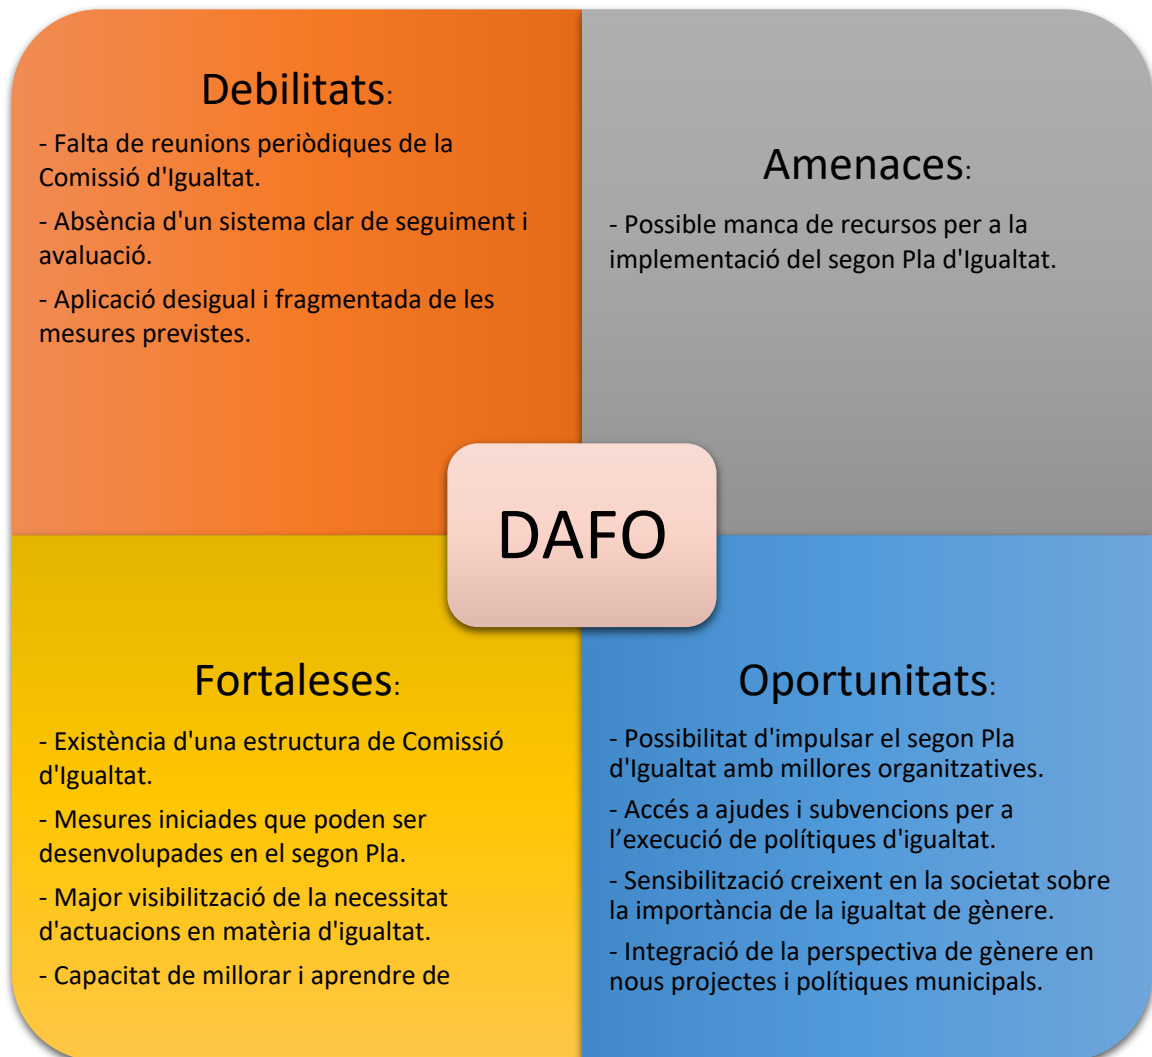 Debilitats:
- Falta de reunions periòdiques de la
Comissió d'Igualtat.
- Absència d'un sistema clar de seguiment i
avaluació.
- Aplicació desigual i fragmentada de les
mesures previstes.
Amenaces:
- Possible manca de recursos per a la
implementació del segon Pla d'Igualtat.
DAFO
Fortaleses:
- Existència d'una estructura de Comissió
d'Igualtat.
- Mesures iniciades que poden ser
desenvolupades en el segon Pla.
- Major visibilització de la necessitat
d'actuacions en matèria d'igualtat.
- Capacitat de millorar i aprendre de
Oportunitats:
- Possibilitat d'impulsar el segon Pla
d'Igualtat amb millores organitzatives.
- Accés a ajudes i subvencions per a
l’execució de polítiques d'igualtat.
- Sensibilització creixent en la societat sobre
la importància de la igualtat de gènere.
- Integració de la perspectiva de gènere en
nous projectes i polítiques municipals.